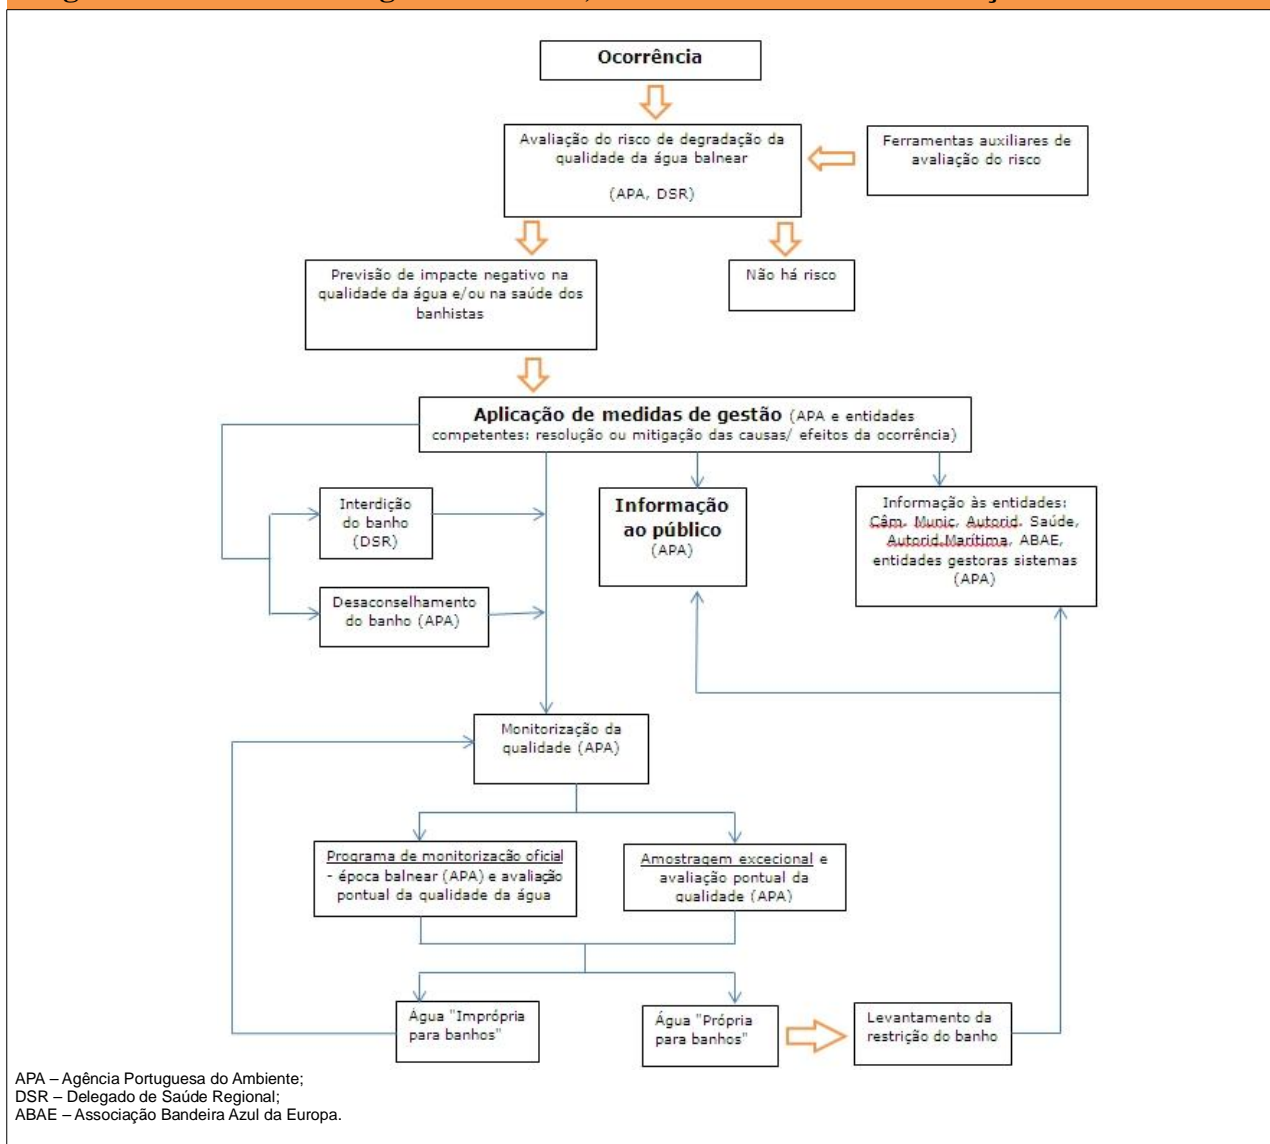 Ocorrência
Avaliação do risco de degradação da
qualidade da água balnear
(APA, DSR)
Ferramentas auxiliares de
avaliação do risco
Previsão de impacte negativo na
qualidade da água e/ou na saúde dos
banhistas
Não há risco
Aplicação de medidas de gestão (APA e entidades
competentes: resolução ou mitigação das causas/ efeitos da ocorrência)
Interdição
do banho
(DSR)
Informação
ao público
(APA)
Informação às entidades:
Câm. Munic, Autorid. Saúde,
Autorid.Marítima, ABAE,
entidades gestoras sistemas
(APA)
Desaconselhamento
do banho (APA)
Monitorização da
qualidade (APA)
Programa de monitorização oficial
- época balnear (APA) e avaliação
pontual da qualidade da água
Amostragem excecional e
avaliação pontual da
qualidade (APA)
Água "Imprópria
para banhos"
Água "Própria
para banhos"
Levantamento da
restrição do banho
APA – Agência Portuguesa do Ambiente;
DSR – Delegado de Saúde Regional;
ABAE – Associação Bandeira Azul da Europa.